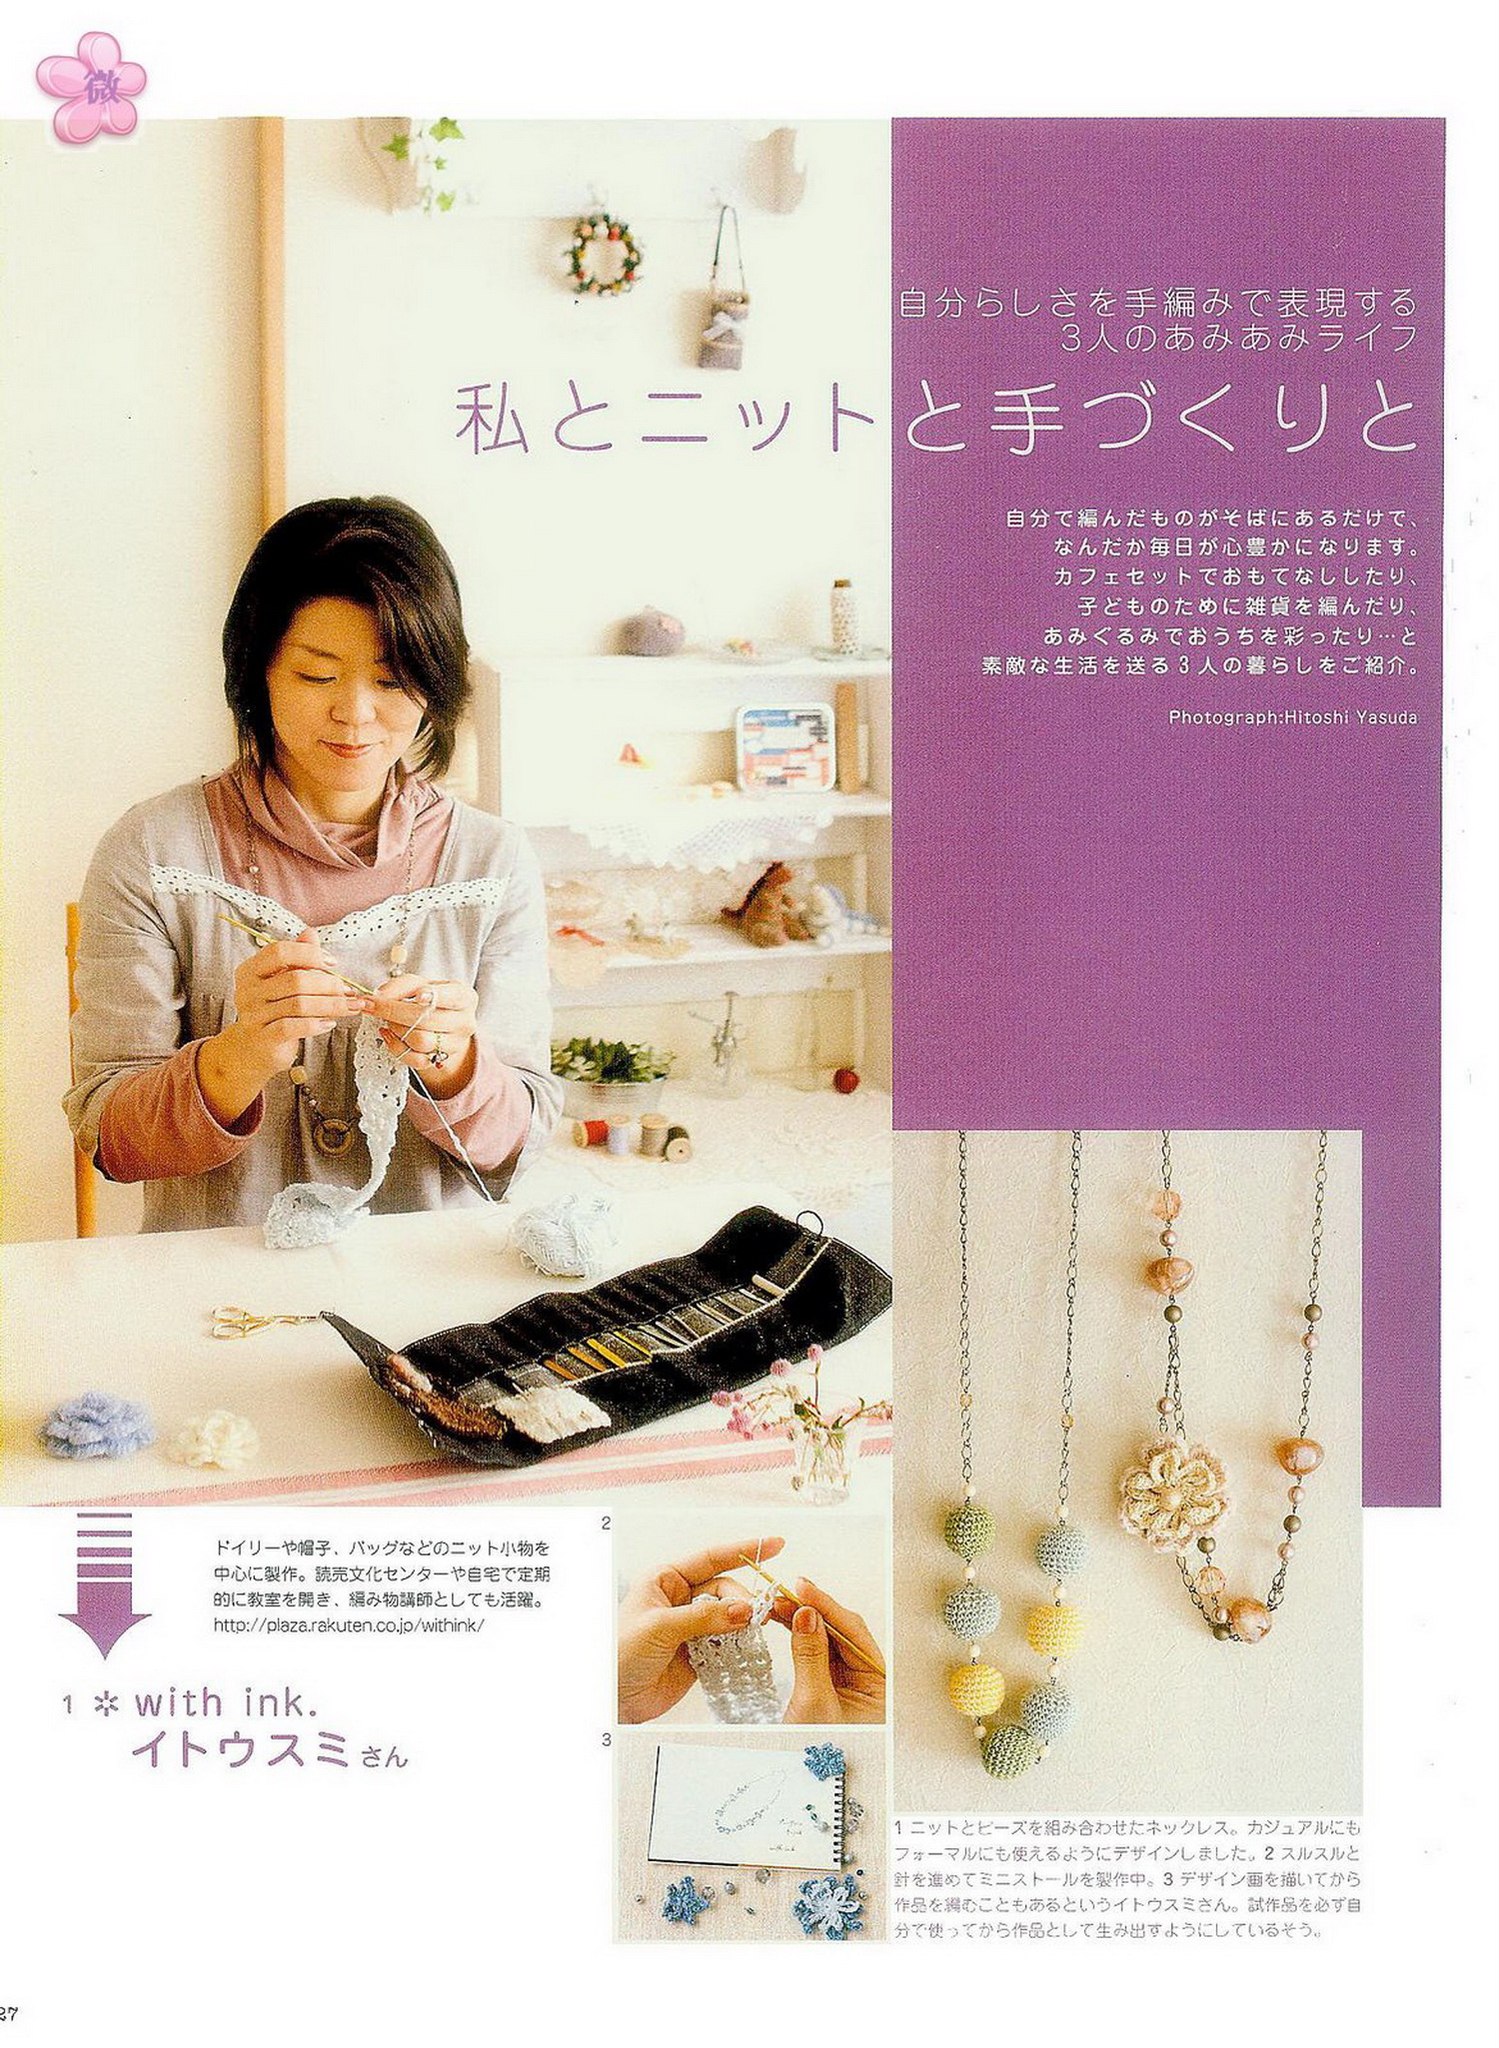 微
自分らしさを手編みで表現する
3人のあみあみライフ
私とニットと手づくりと
自分で編んだものがそばにあるだけで、
なんだか毎日が心豊かになります。
カフェセットでおもてなししたり、
子どものために雑貨を編んだり、
あみぐるみでおうちを彩ったり…と
素敵な生活を送る3人の暮らしをご紹介。
Photograph:Hitoshi Yasuda
ドイリーや帽子、バッグなどのニット小物を
中心に製作。読売文化センターや自宅で定期
的に教室を開き、編み物講師としても活躍。
http://plaza.rakuten.co.jp/withink/
1 ✲ with ink.
イトウスミさん
2
3
1 ニットとビーズを組み合わせたネックレス。カジュアルにも
フォーマルにも使えるようにデザインしました。2 スルスルと
針を進めてミニストールを製作中。3 デザイン画を描いてから
作品を編むこともあるというイトウスミさん。試作品を必ず自
分で使ってから作品として生み出すようにしているそう。
27